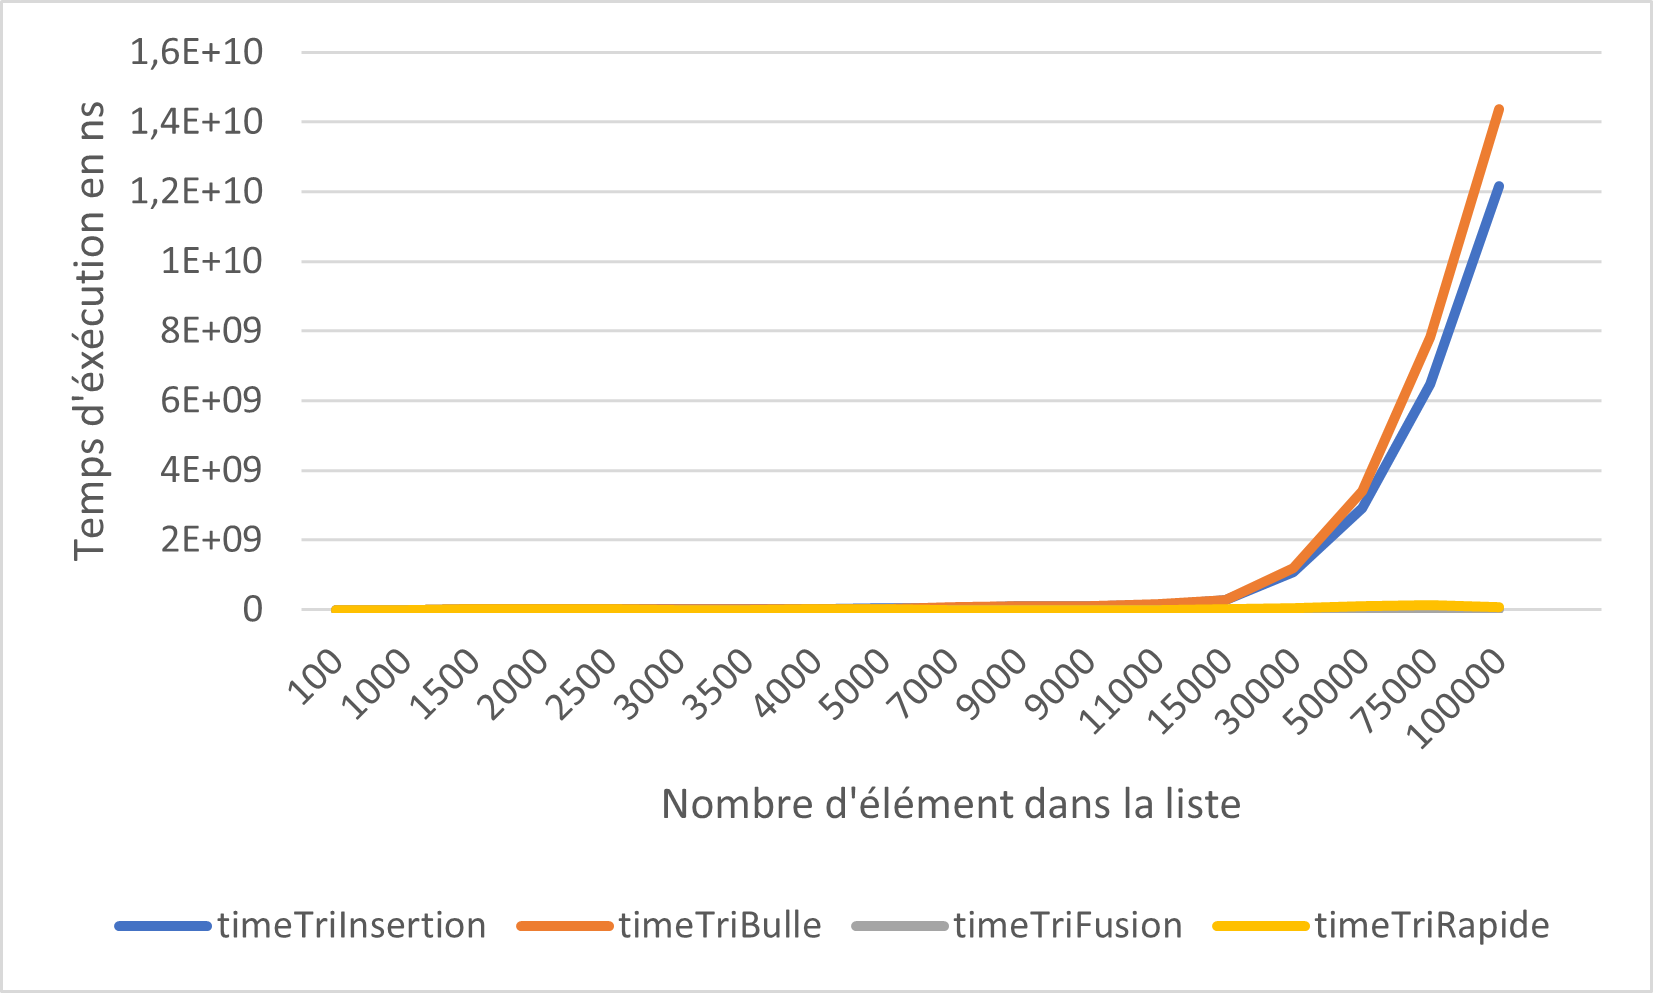 1,6E+10
1,4E+10
1,2E+10
1E+10
8E+09
6E+09
4E+09
2E+09
0
Temps d'éxécution en ns
100 1000 1500 2000 2500 3000 3500 4000 5000 7000 9000 9000 11000 15000 30000 50000 75000 100000
Nombre d'élément dans la liste
timeTriInsertion timeTriBulle timeTriFusion timeTriRapide